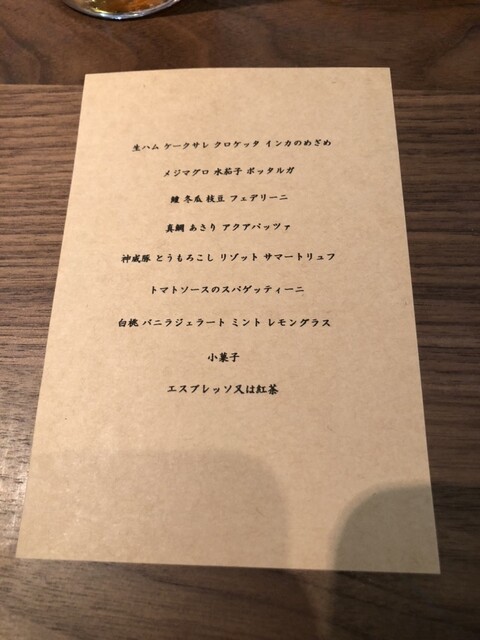 生ハム ケークサレ クロケッタ インカのめざめ
メジマグロ 水茄子 ボッタルガ
鱧 冬瓜 枝豆 フェデリーニ
真鯛 あさり アクアパッツァ
神威豚 とうもろこし リゾット サマートリュフ
トマトソースのスパゲッティーニ
白桃 バニラジェラート ミント レモングラス
小菓子
エスプレッソ又は紅茶